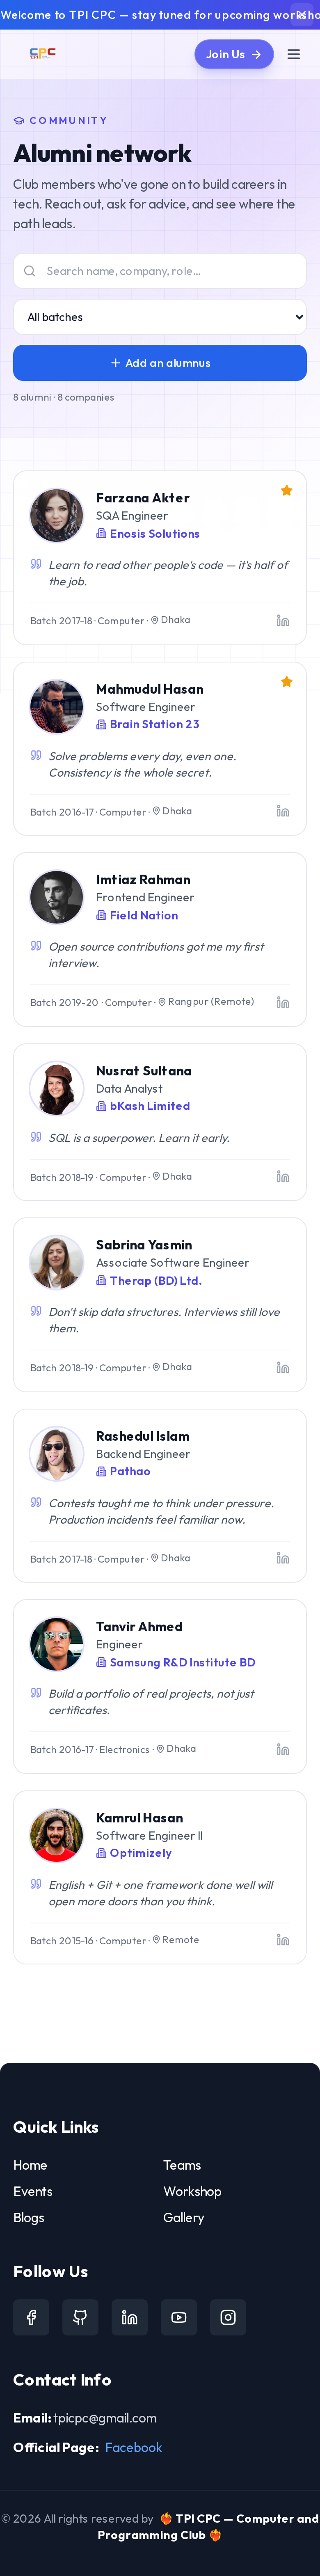 Welcome to TPI CPC — stay tuned for upcoming worksho
CPC
Join Us →
COMMUNITY
Alumni network
Club members who've gone on to build careers in
tech. Reach out, ask for advice, and see where the
path leads.
Search name, company, role…
All batches
+ Add an alumnus
8 alumni · 8 companies
Farzana Akter
SQA Engineer
Enosis Solutions
Learn to read other people's code — it's half of
the job.
Batch 2017-18 · Computer · Dhaka
Mahmudul Hasan
Software Engineer
Brain Station 23
Solve problems every day, even one.
Consistency is the whole secret.
Batch 2016-17 · Computer · Dhaka
Imtiaz Rahman
Frontend Engineer
Field Nation
Open source contributions got me my first
interview.
Batch 2019-20 · Computer · Rangpur (Remote)
Nusrat Sultana
Data Analyst
bKash Limited
SQL is a superpower. Learn it early.
Batch 2018-19 · Computer · Dhaka
Sabrina Yasmin
Associate Software Engineer
Therap (BD) Ltd.
Don't skip data structures. Interviews still love
them.
Batch 2018-19 · Computer · Dhaka
Rashedul Islam
Backend Engineer
Pathao
Contests taught me to think under pressure.
Production incidents feel familiar now.
Batch 2017-18 · Computer · Dhaka
Tanvir Ahmed
Engineer
Samsung R&D Institute BD
Build a portfolio of real projects, not just
certificates.
Batch 2016-17 · Electronics · Dhaka
Kamrul Hasan
Software Engineer II
Optimizely
English + Git + one framework done well will
open more doors than you think.
Batch 2015-16 · Computer · Remote
Quick Links
Home Teams
Events Workshop
Blogs Gallery
Follow Us
Contact Info
Email: tpicpc@gmail.com
Official Page: Facebook
© 2026 All rights reserved by ❤️‍🔥 TPI CPC — Computer and
Programming Club ❤️‍🔥